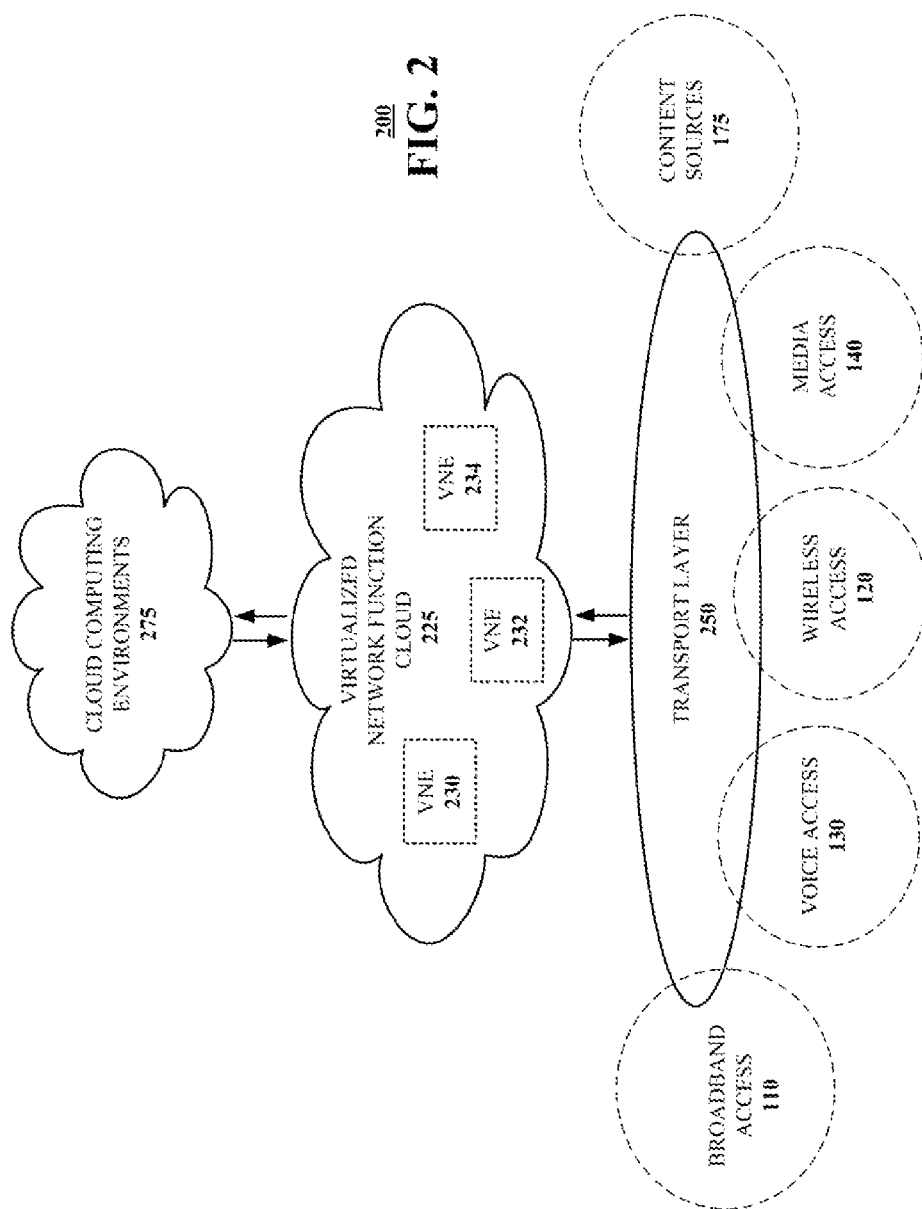 CLOUD COMPUTING
ENVIRONMENTS
275
VIRTUALIZED
NETWORK FUNCTION
CLOUD
225
VNE
230
VNE
232
VNE
234
TRANSPORT LAYER
250
BROADBAND
ACCESS
110
VOICE ACCESS
130
WIRELESS
ACCESS
120
MEDIA
ACCESS
140
CONTENT
SOURCES
175
200
FIG. 2